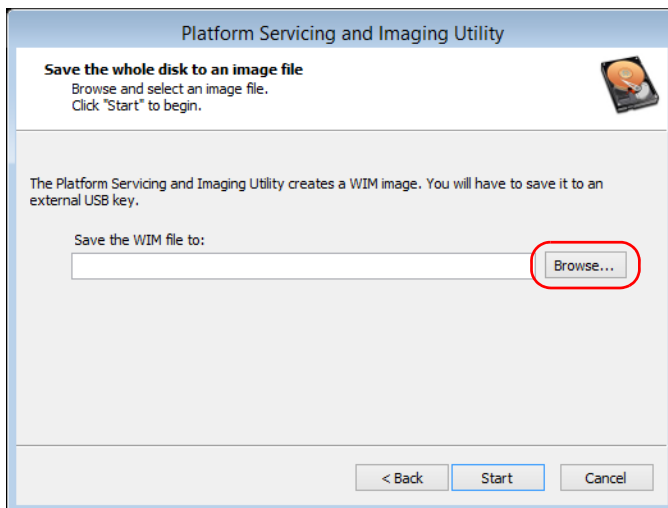 Platform Servicing and Imaging Utility
Save the whole disk to an image file
Browse and select an image file.
Click "Start" to begin.
The Platform Servicing and Imaging Utility creates a WIM image. You will have to save it to an
external USB key.
Save the WIM file to:
Browse...
< Back
Start
Cancel